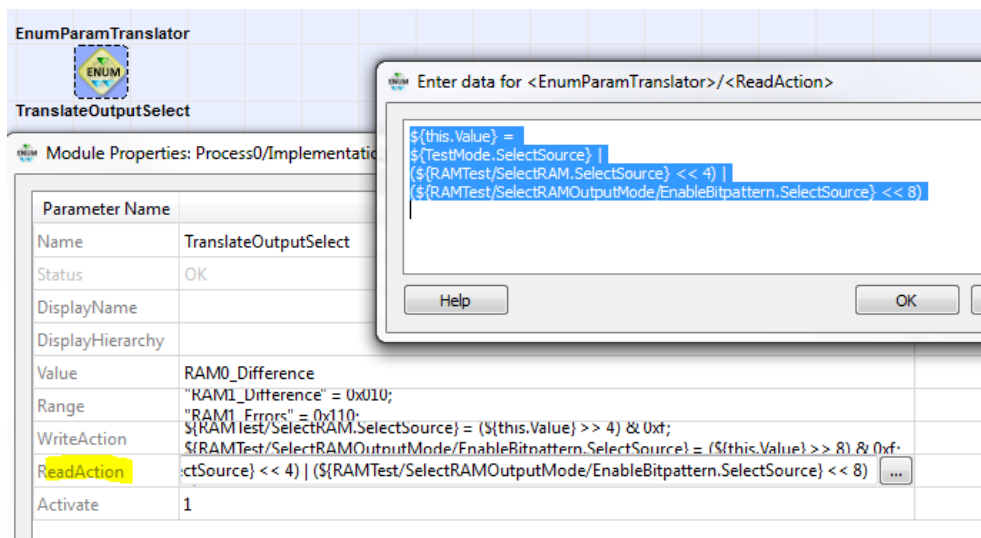 EnumParamTranslator
ENUM
TranslateOutputSelect
Enter data for <EnumParamTranslator>/<ReadAction>
${this.Value} =
${TestMode.SelectSource} |
(${RAMTest/SelectRAM.SelectSource} << 4) |
(${RAMTest/SelectRAMOutputMode/EnableBitpattern.SelectSource} << 8)
Help
OK
Module Properties: Process0/Implementatio
Parameter Name
Name TranslateOutputSelect
Status OK
DisplayName
DisplayHierarchy
Value RAM0_Difference
Range "RAM1_Difference" = 0x010;
"RAM1_Errors" = 0x110;
WriteAction ${RAMTest/SelectRAM.SelectSource} = (${this.Value} >> 4) & 0xf;
${RAMTest/SelectRAMOutputMode/EnableBitpattern.SelectSource} = (${this.Value} >> 8) & 0xf;
ReadAction :ctSource} << 4) | (${RAMTest/SelectRAMOutputMode/EnableBitpattern.SelectSource} << 8) ...
Activate 1